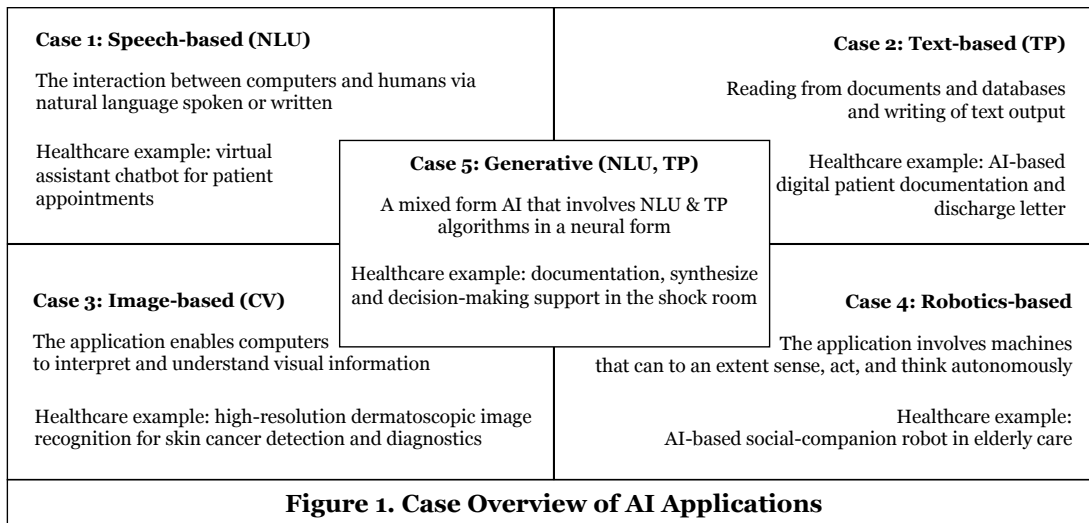 Case 1: Speech-based (NLU)
The interaction between computers and humans via
natural language spoken or written
Healthcare example: virtual
assistant chatbot for patient
appointments
Case 2: Text-based (TP)
Reading from documents and databases
and writing of text output
Healthcare example: AI-based
digital patient documentation and
discharge letter
Case 5: Generative (NLU, TP)
A mixed form AI that involves NLU & TP
algorithms in a neural form
Healthcare example: documentation, synthesize
and decision-making support in the shock room
Case 3: Image-based (CV)
The application enables computers
to interpret and understand visual information
Healthcare example: high-resolution dermatoscopic image
recognition for skin cancer detection and diagnostics
Case 4: Robotics-based
The application involves machines
that can to an extent sense, act, and think autonomously
Healthcare example:
AI-based social-companion robot in elderly care
Figure 1. Case Overview of AI Applications